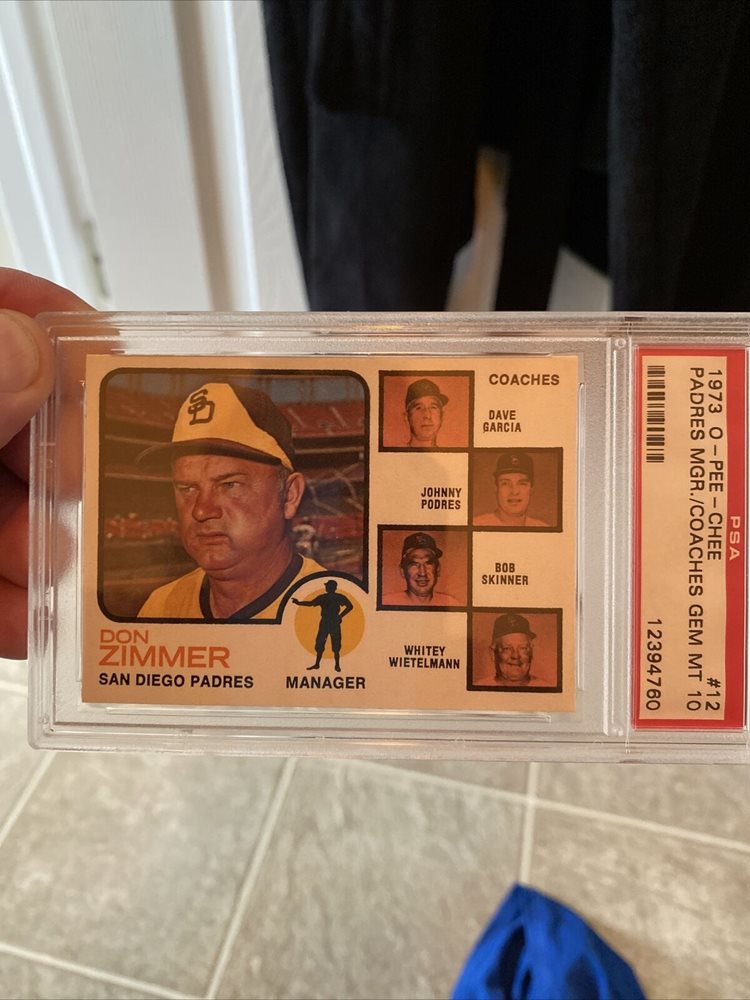 SD
DON
ZIMMER
SAN DIEGO PADRES
MANAGER
COACHES
DAVE
GARCIA
JOHNNY
PODRES
BOB
SKINNER
WHITEY
WIETELMANN
PSA
1973 O-PEE-CHEE #12
PADRES MGR./COACHES GEM MT 10
12394760